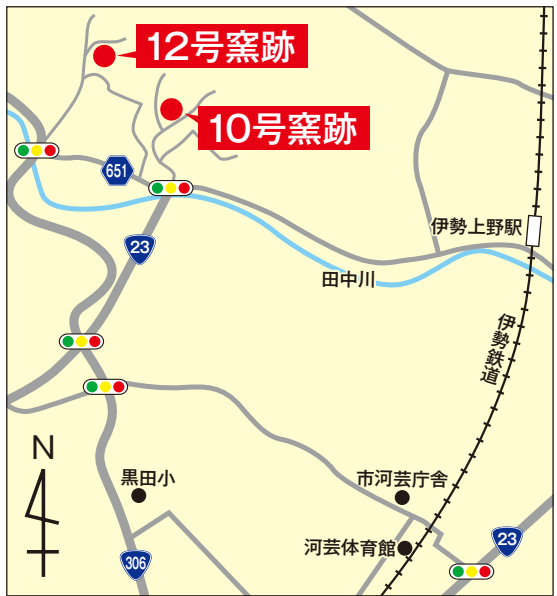 12号窯跡
10号窯跡
651
伊勢上野駅
23
田中川
伊勢鉄道
N
黒田小
市河芸庁舎
河芸体育館
23
306